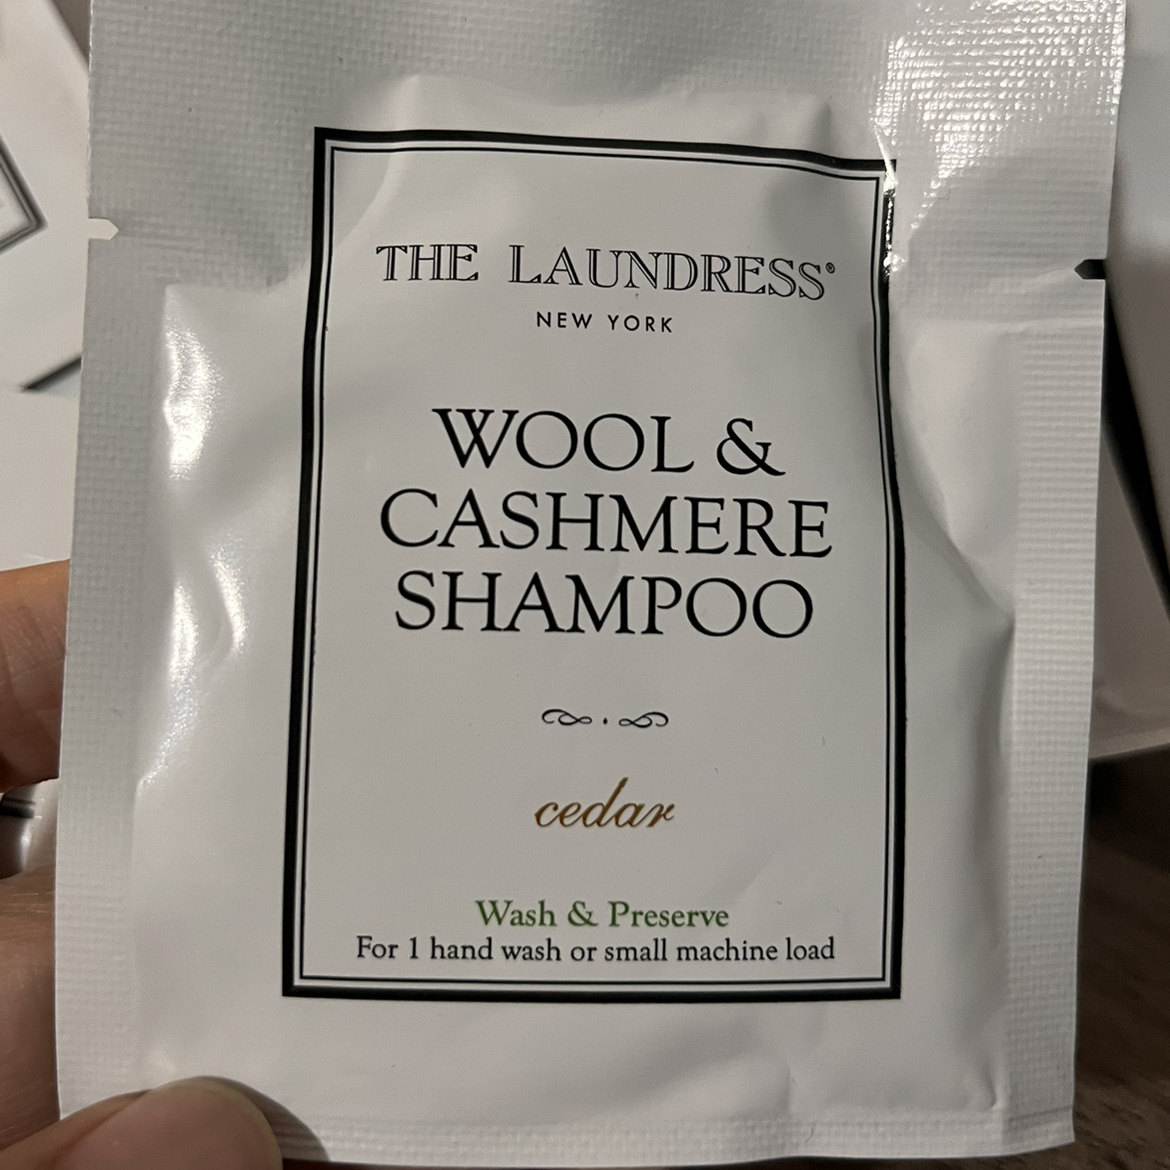 THE LAUNDRESS®
NEW YORK
WOOL &
CASHMERE
SHAMPOO
cedar
Wash & Preserve
For 1 hand wash or small machine load